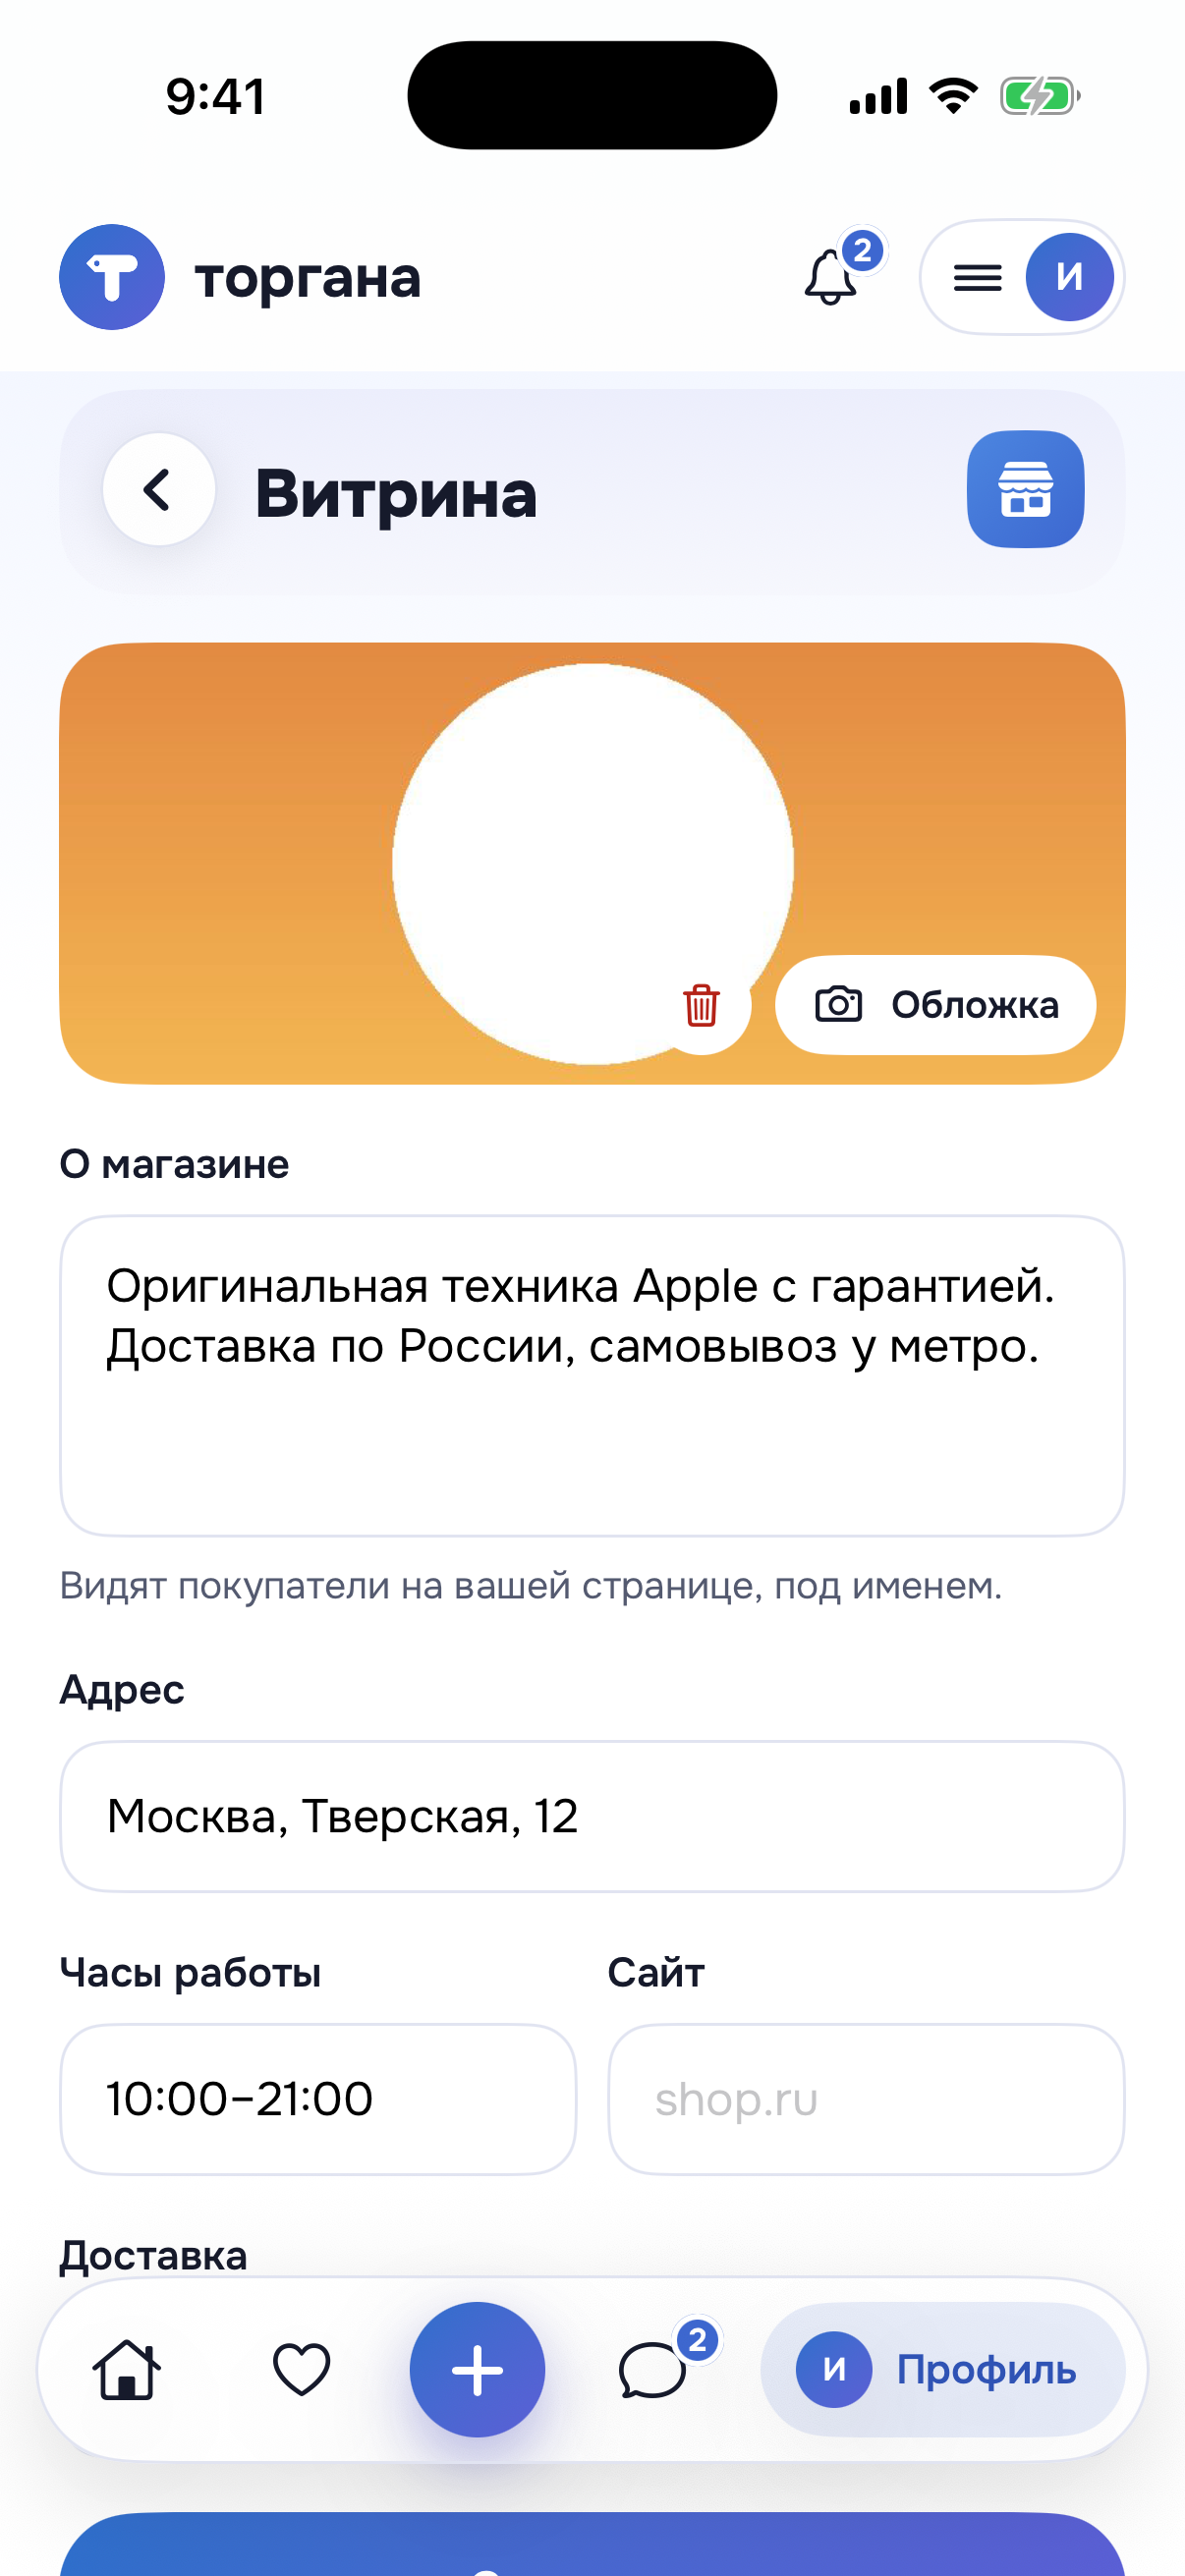 9:41
торгана
2
И
Витрина
Обложка
О магазине
Оригинальная техника Apple с гарантией.
Доставка по России, самовывоз у метро.
Видят покупатели на вашей странице, под именем.
Адрес
Москва, Тверская, 12
Часы работы
Сайт
10:00–21:00
shop.ru
Доставка
2
И
Профиль